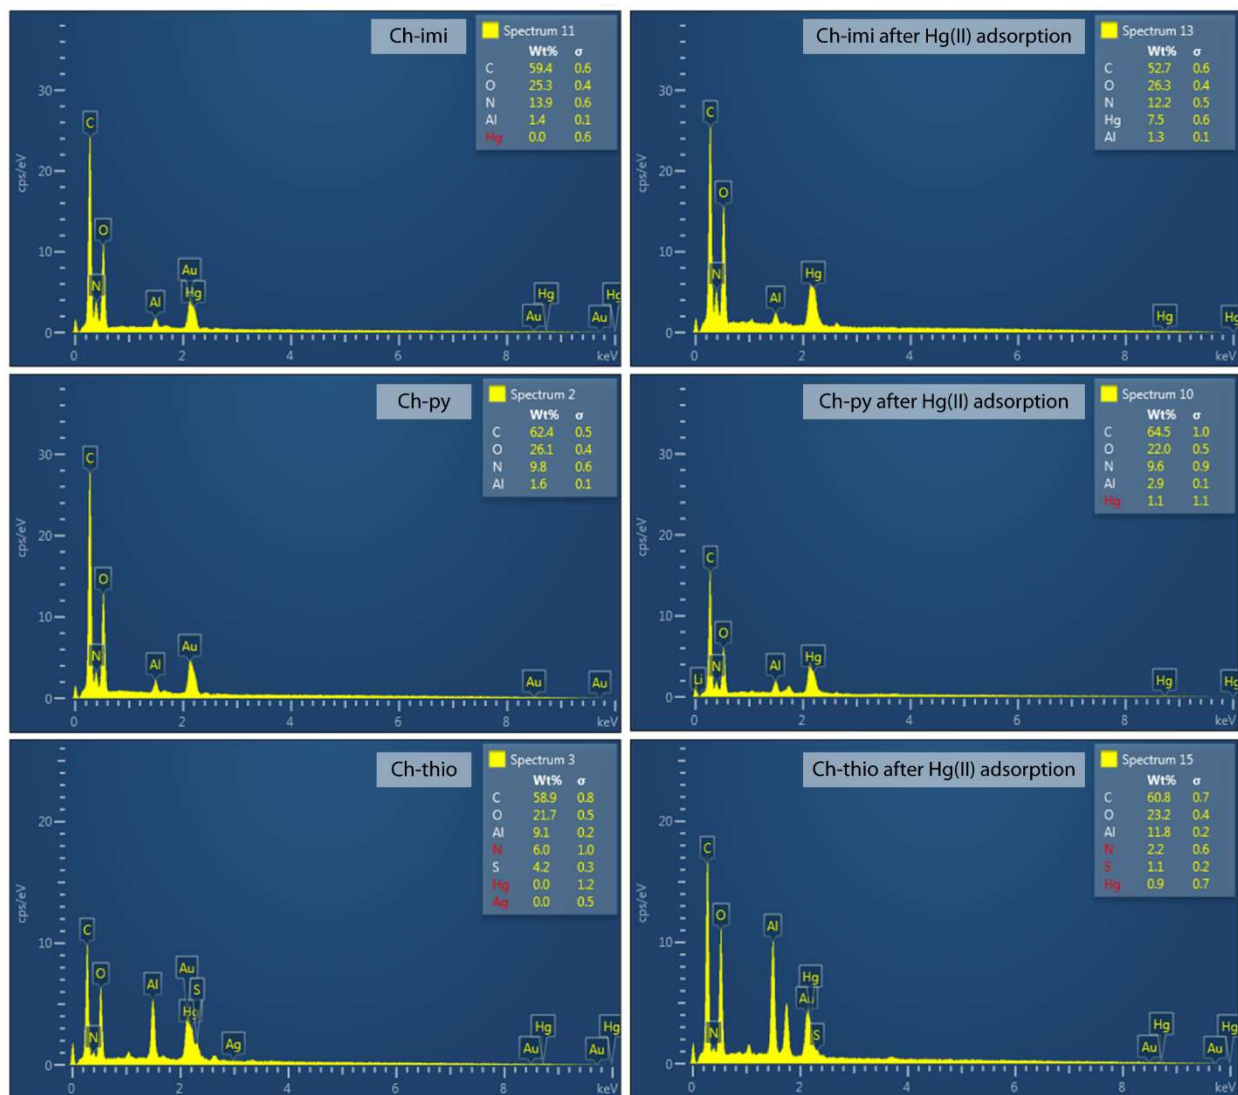 Ch-imi
Spectrum 11
Wt% σ
C 59.4 0.6
O 25.3 0.4
N 13.9 0.6
Al 1.4 0.1
Hg 0.0 0.6
cps/eV
30
20
10
0
C
O
N
Al
Au
Hg
Au
Hg
Au
Hg
0 2 4 6 8 keV
Ch-imi after Hg(II) adsorption
Spectrum 13
Wt% σ
C 52.7 0.6
O 26.3 0.4
N 12.2 0.5
Hg 7.5 0.6
Al 1.3 0.1
cps/eV
30
20
10
0
C
O
N
Al
Hg
Hg
Hg
0 2 4 6 8 keV
Ch-py
Spectrum 2
Wt% σ
C 62.4 0.5
O 26.1 0.4
N 9.8 0.6
Al 1.6 0.1
cps/eV
30
20
10
0
C
O
N
Al
Au
Au
Au
0 2 4 6 8 keV
Ch-py after Hg(II) adsorption
Spectrum 10
Wt% σ
C 64.5 1.0
O 22.0 0.5
N 9.6 0.9
Al 2.9 0.1
Hg 1.1 1.1
cps/eV
30
20
10
0
C
O
Li
N
Al
Hg
Hg
Hg
0 2 4 6 8 keV
Ch-thio
Spectrum 3
Wt% σ
C 58.9 0.8
O 21.7 0.5
Al 9.1 0.2
N 6.0 1.0
S 4.2 0.3
Hg 0.0 1.2
Ag 0.0 0.5
cps/eV
20
10
0
C
O
N
Al
Au
S
Hg
Ag
Au
Hg
Au
Hg
0 2 4 6 8 keV
Ch-thio after Hg(II) adsorption
Spectrum 15
Wt% σ
C 60.8 0.7
O 23.2 0.4
Al 11.8 0.2
N 2.2 0.6
S 1.1 0.2
Hg 0.9 0.7
cps/eV
20
10
0
C
O
N
Al
Hg
Au
S
Au
Hg
Au
Hg
0 2 4 6 8 keV